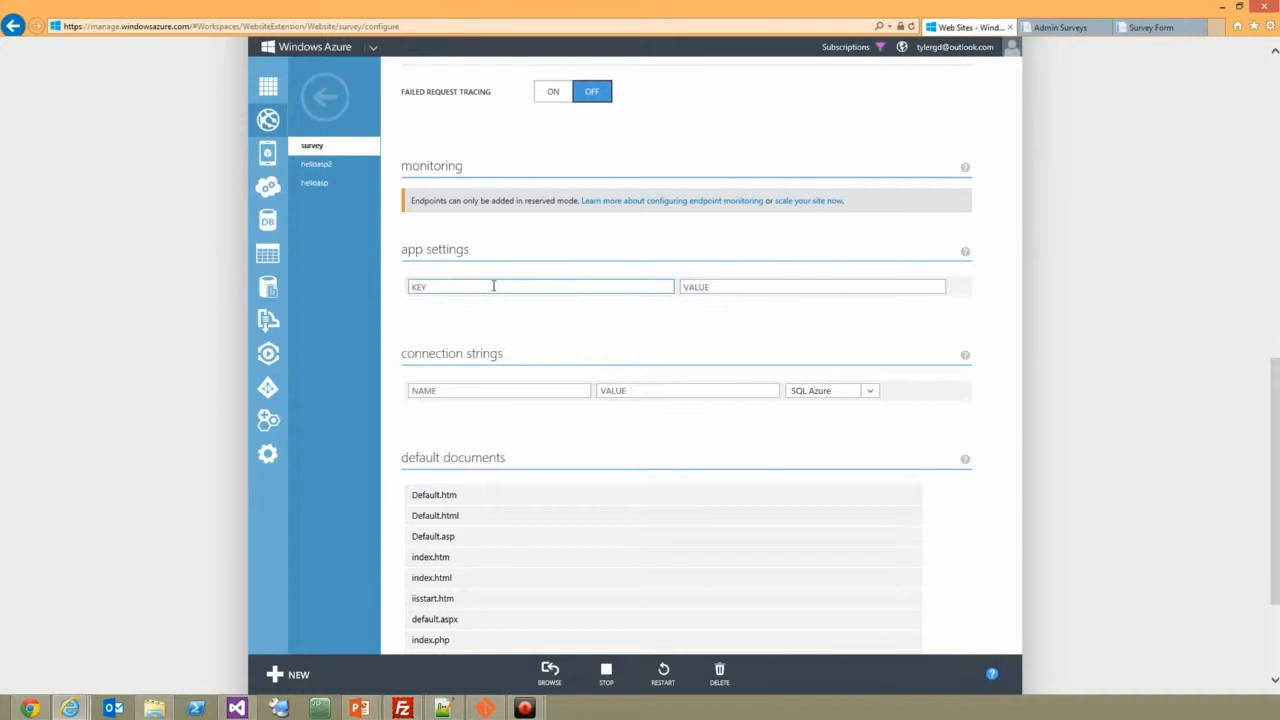 https://manage.windowsazure.com/#Workspaces/WebsiteExtension/Website/survey/configure
Web Sites - Wind...
Admin Surveys
Survey Form
Windows Azure
Subscriptions
tylergd@outlook.com
FAILED REQUEST TRACING
ON
OFF
survey
helloasp2
helloasp
monitoring
Endpoints can only be added in reserved mode. Learn more about configuring endpoint monitoring or scale your site now.
app settings
KEY
VALUE
connection strings
NAME
VALUE
SQL Azure
DB
default documents
Default.htm
Default.html
Default.asp
index.htm
index.html
iisstart.htm
default.aspx
index.php
NEW
BROWSE
STOP
RESTART
DELETE